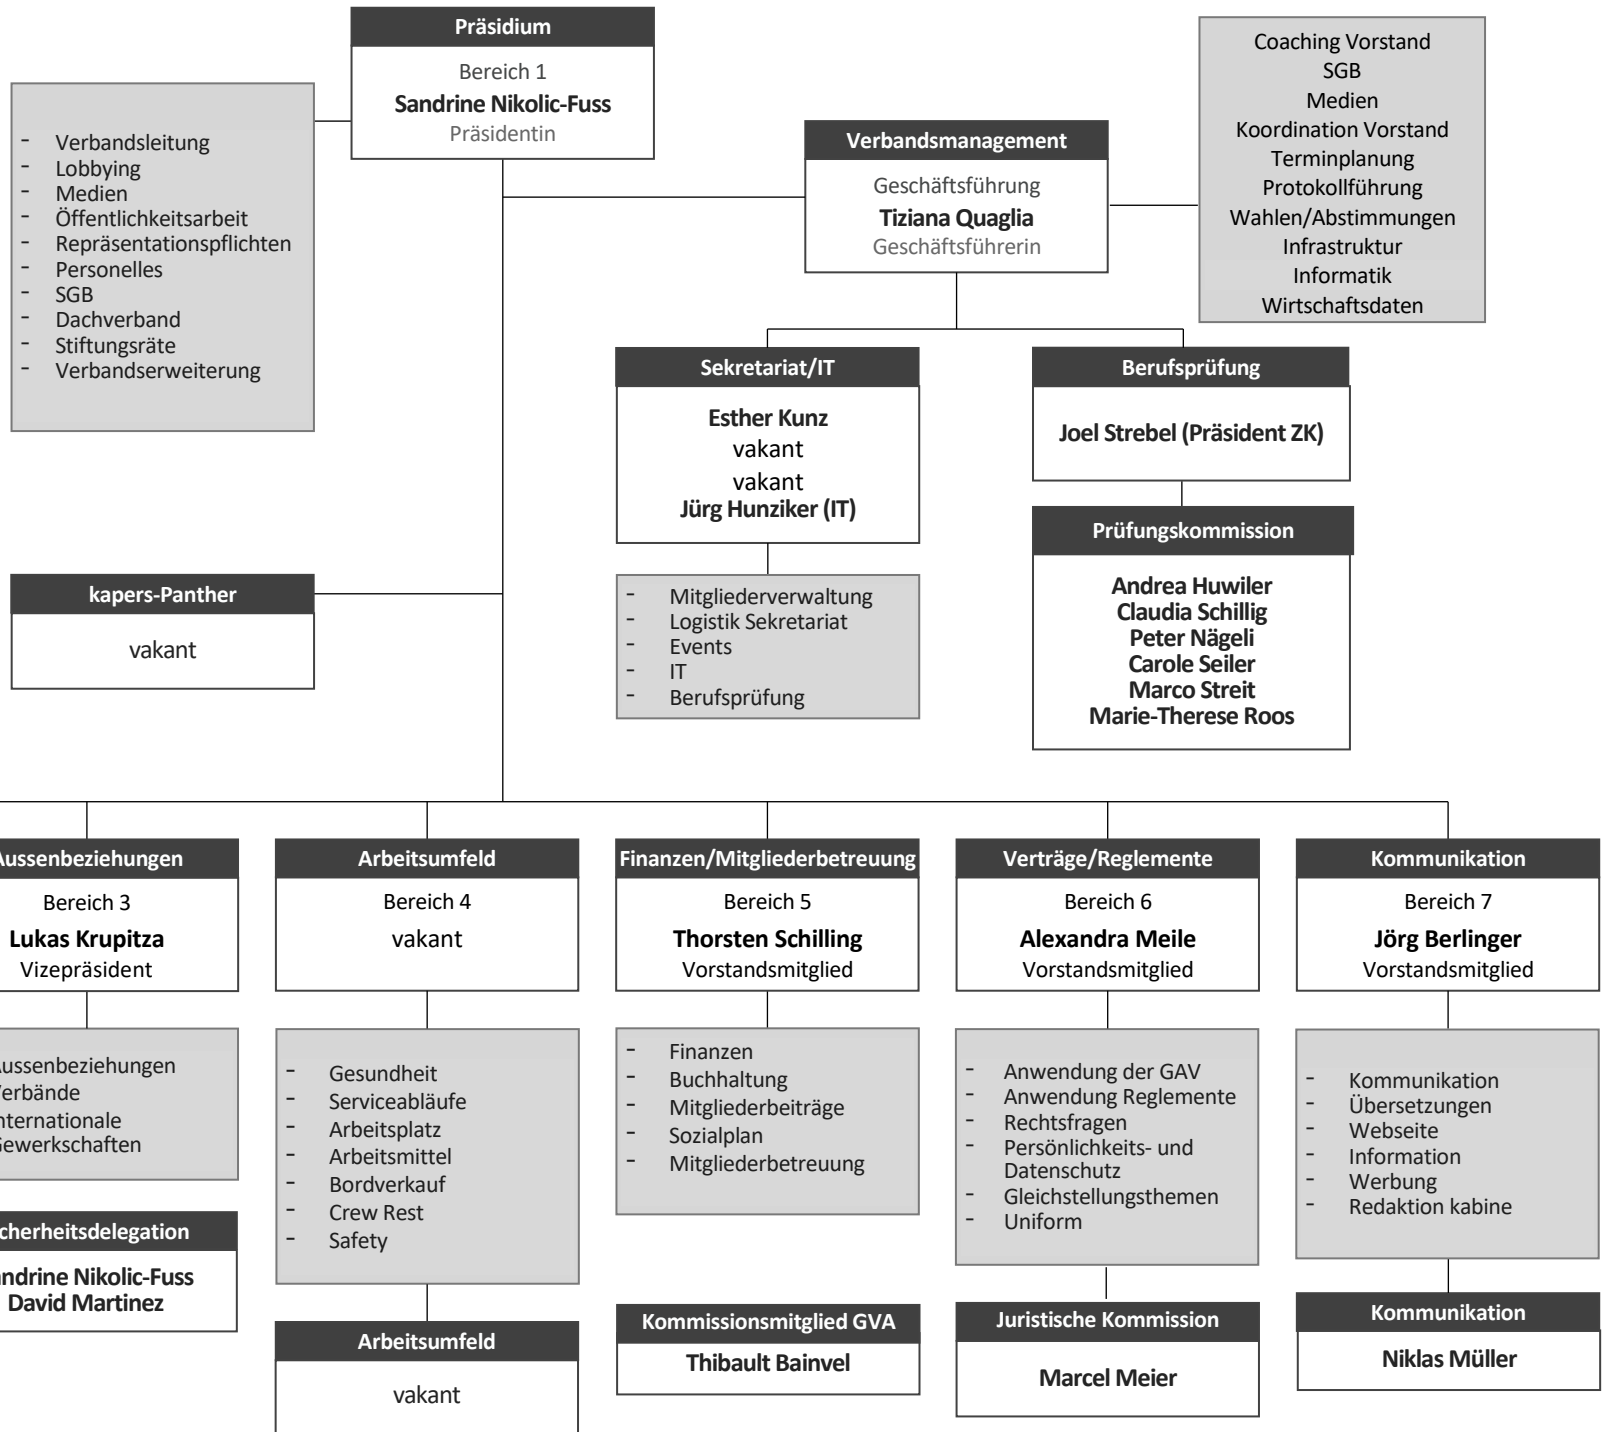 Präsidium
Bereich 1
Sandrine Nikolic-Fuss
Präsidentin
- Verbandsleitung
- Lobbying
- Medien
- Öffentlichkeitsarbeit
- Repräsentationspflichten
- Personelles
- SGB
- Dachverband
- Stiftungsräte
- Verbandserweiterung
Verbandsmanagement
Geschäftsführung
Tiziana Quaglia
Geschäftsführerin
Coaching Vorstand
SGB
Medien
Koordination Vorstand
Terminplanung
Protokollführung
Wahlen/Abstimmungen
Infrastruktur
Informatik
Wirtschaftsdaten
Sekretariat/IT
Esther Kunz
vakant
vakant
Jürg Hunziker (IT)
- Mitgliederverwaltung
- Logistik Sekretariat
- Events
- IT
- Berufsprüfung
Berufsprüfung
Joel Strebel (Präsident ZK)
Prüfungskommission
Andrea Huwiler
Claudia Schillig
Peter Nägeli
Carole Seiler
Marco Streit
Marie-Therese Roos
kapers-Panther
vakant
Aussenbeziehungen
Bereich 3
Lukas Krupitza
Vizepräsident
Aussenbeziehungen
Verbände
nternationale
Gewerkschaften
cherheitsdelegation
ndrine Nikolic-Fuss
David Martinez
Arbeitsumfeld
Bereich 4
vakant
- Gesundheit
- Serviceabläufe
- Arbeitsplatz
- Arbeitsmittel
- Bordverkauf
- Crew Rest
- Safety
Arbeitsumfeld
vakant
Finanzen/Mitgliederbetreuung
Bereich 5
Thorsten Schilling
Vorstandsmitglied
- Finanzen
- Buchhaltung
- Mitgliederbeiträge
- Sozialplan
- Mitgliederbetreuung
Kommissionsmitglied GVA
Thibault Bainvel
Verträge/Reglemente
Bereich 6
Alexandra Meile
Vorstandsmitglied
- Anwendung der GAV
- Anwendung Reglemente
- Rechtsfragen
- Persönlichkeits- und
Datenschutz
- Gleichstellungsthemen
- Uniform
Juristische Kommission
Marcel Meier
Kommunikation
Bereich 7
Jörg Berlinger
Vorstandsmitglied
- Kommunikation
- Übersetzungen
- Webseite
- Information
- Werbung
- Redaktion kabine
Kommunikation
Niklas Müller